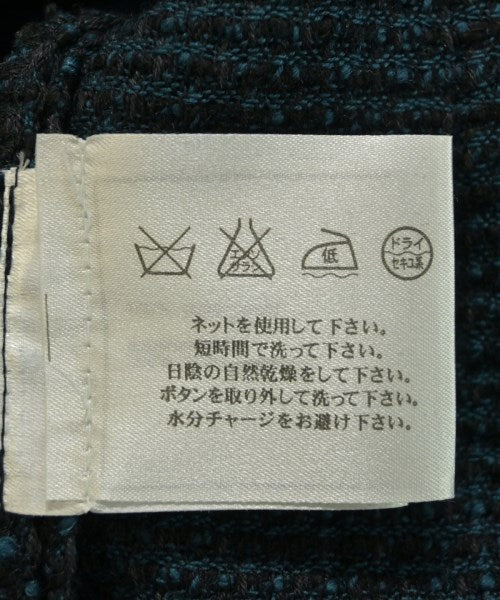 エンソ
サラシ
低
ドライ
セキユ系
ネットを使用して下さい。
短時間で洗って下さい。
日陰の自然乾燥をして下さい。
ボタンを取り外して洗って下さい。
水分チャージをお避け下さい。